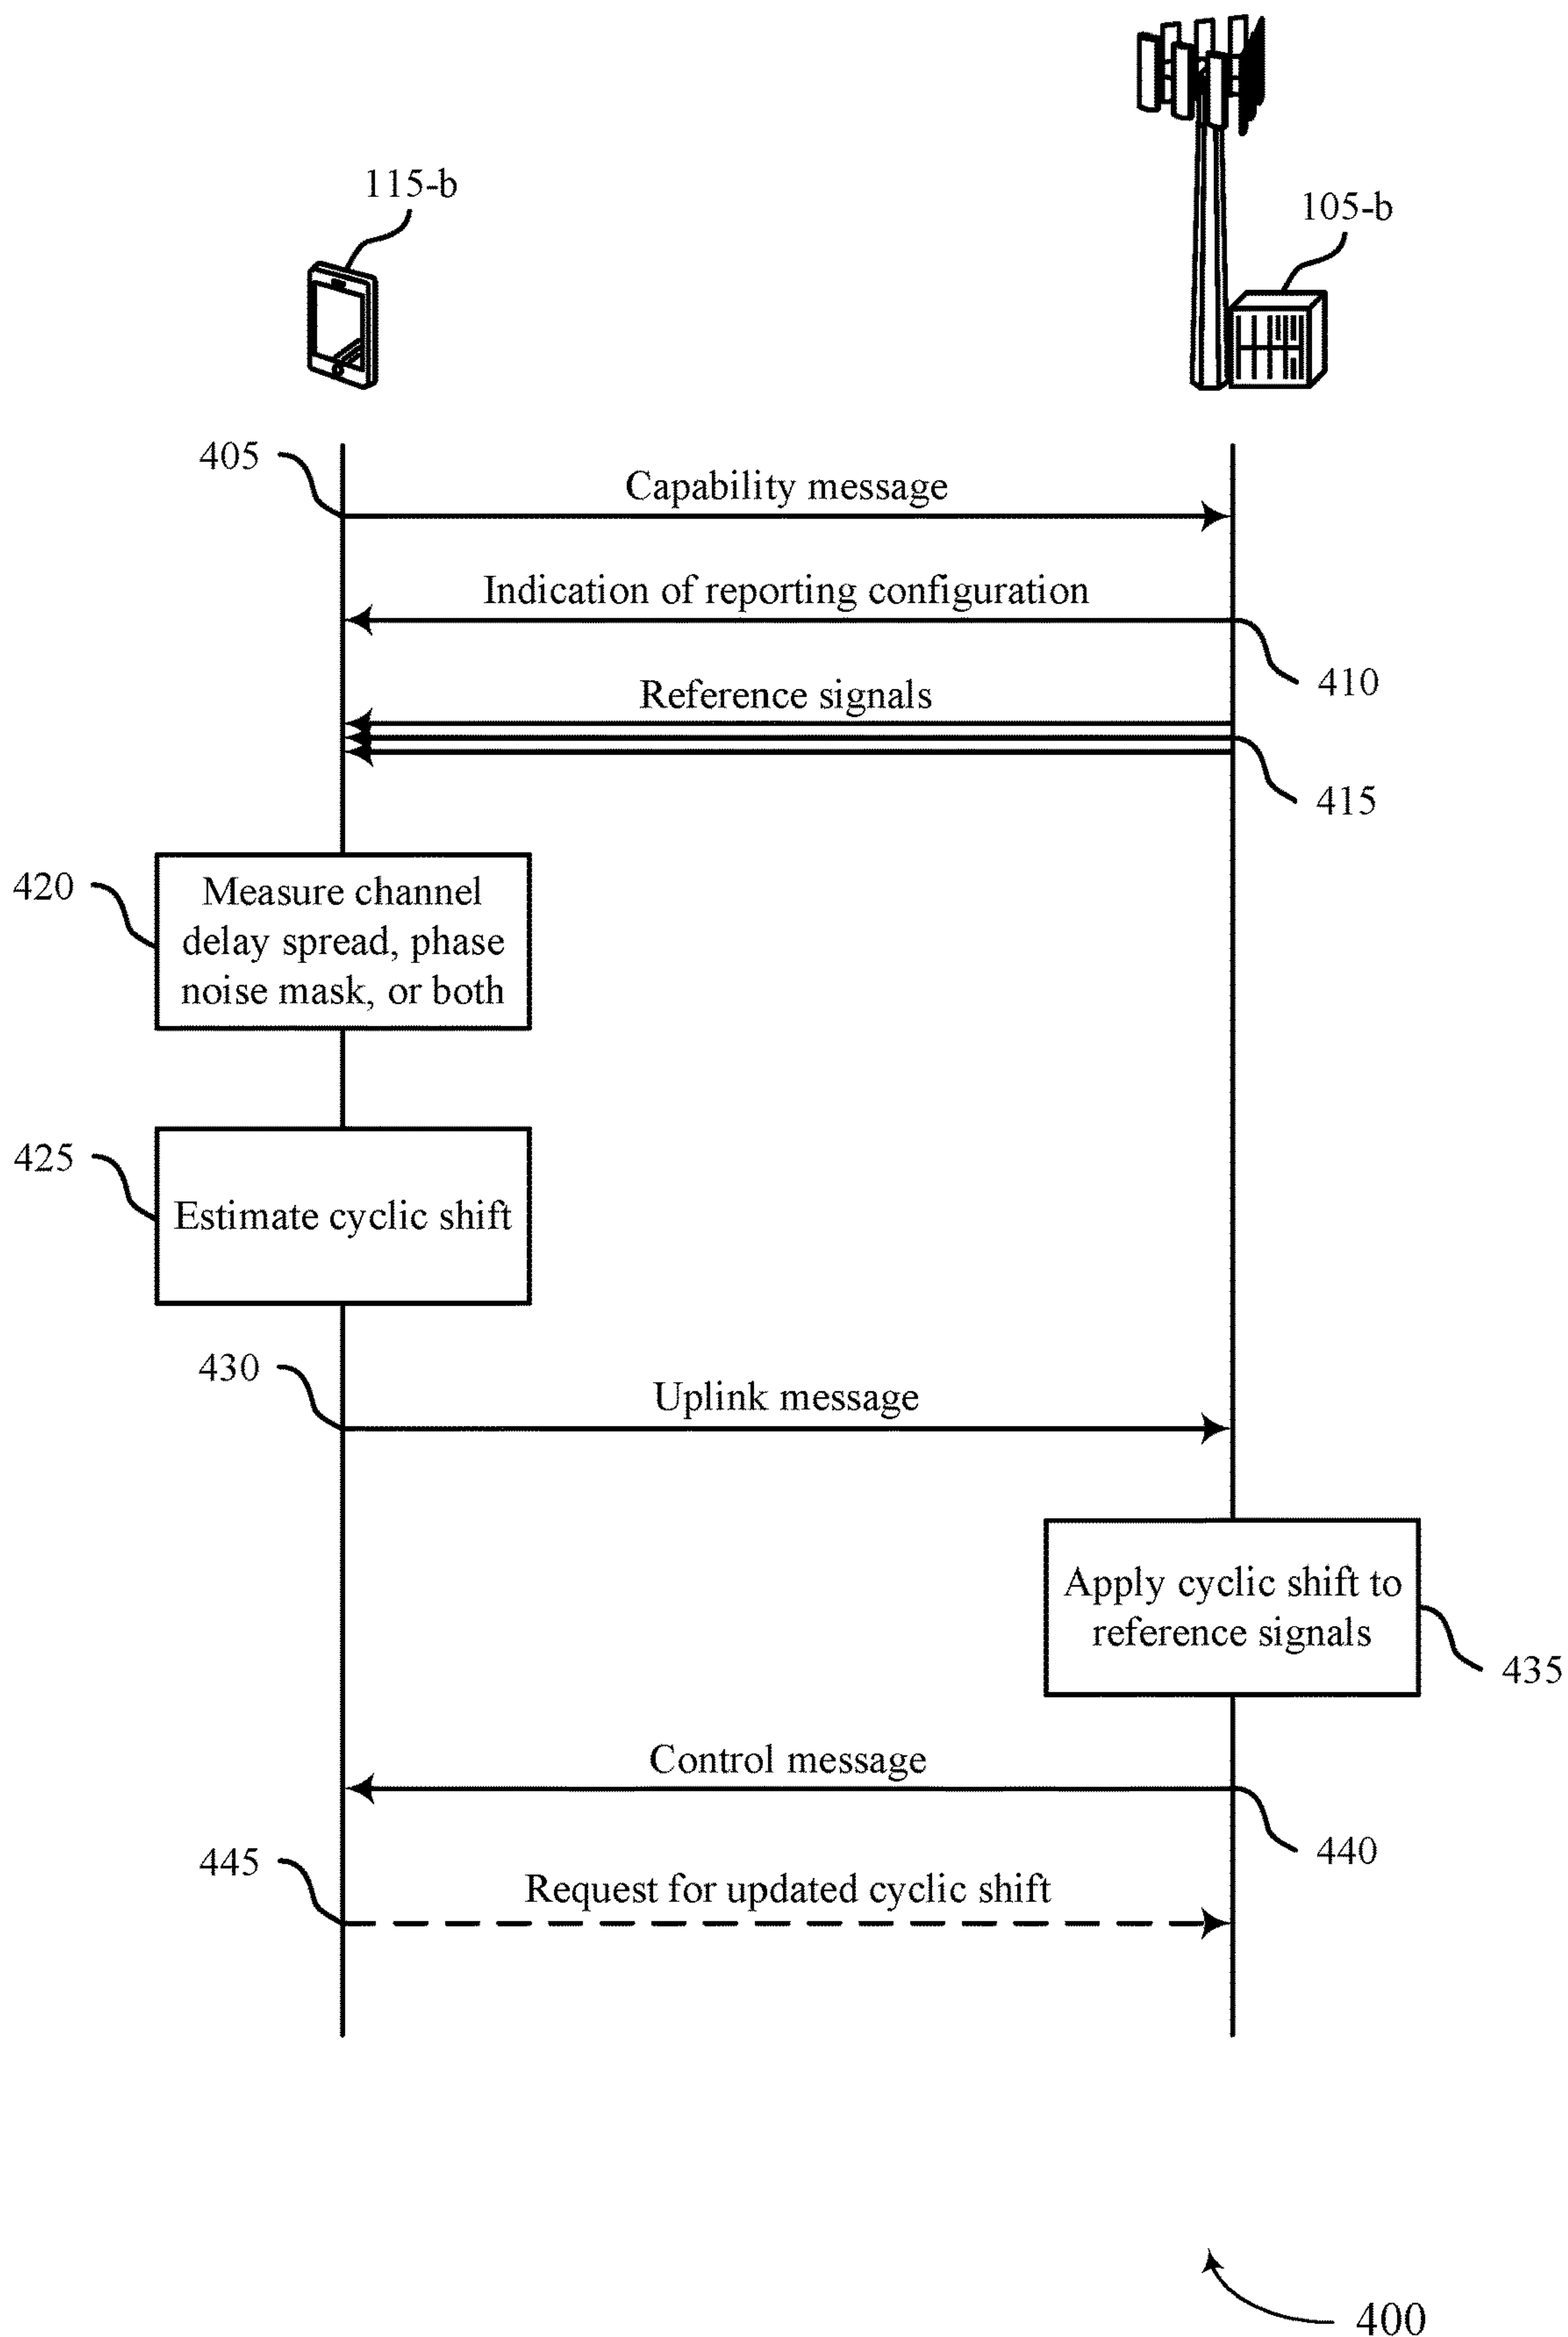 115-b
105-b
405
Capability message
Indication of reporting configuration
410
Reference signals
415
420
Measure channel
delay spread, phase
noise mask, or both
425
Estimate cyclic shift
430
Uplink message
Apply cyclic shift to
reference signals
435
Control message
440
445
Request for updated cyclic shift
400